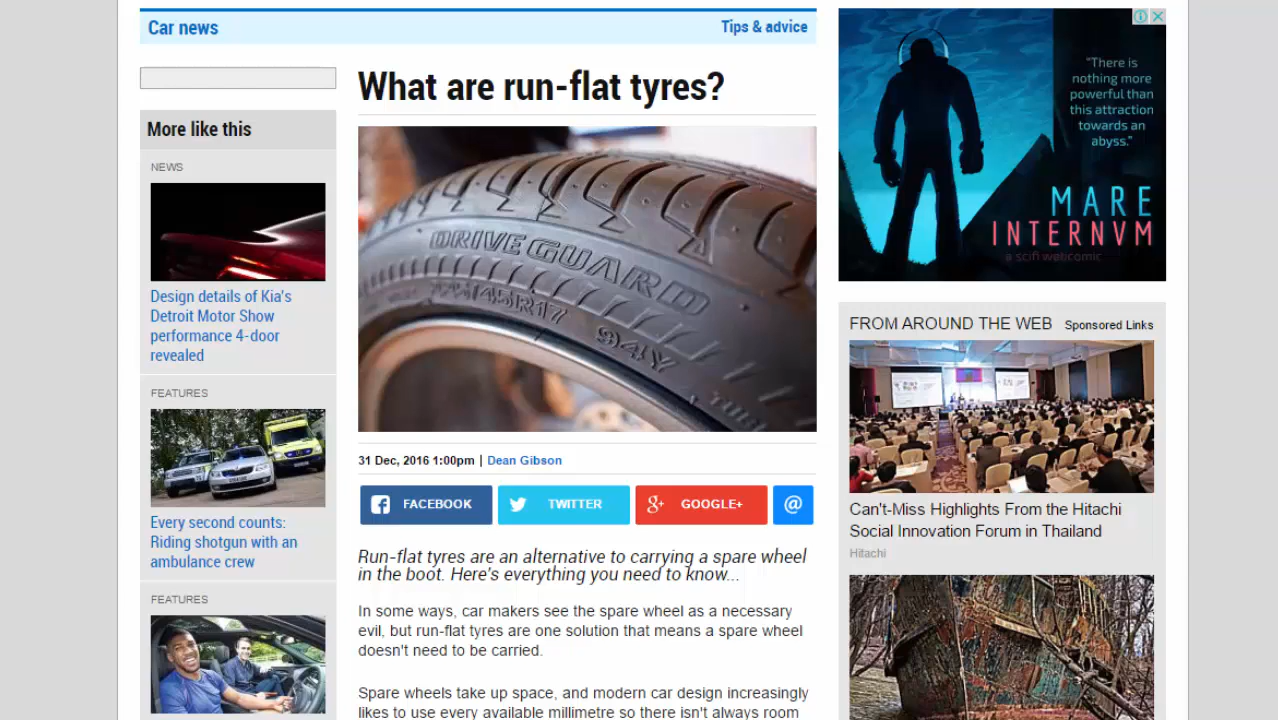 Car news
Tips & advice
What are run-flat tyres?
More like this
NEWS
Design details of Kia's
Detroit Motor Show
performance 4-door
revealed
FEATURES
Every second counts:
Riding shotgun with an
ambulance crew
FEATURES
DRIVEGUARD
45R17
94Y
31 Dec, 2016 1:00pm | Dean Gibson
FACEBOOK
TWITTER
GOOGLE+
@
Run-flat tyres are an alternative to carrying a spare wheel
in the boot. Here's everything you need to know...
In some ways, car makers see the spare wheel as a necessary
evil, but run-flat tyres are one solution that means a spare wheel
doesn't need to be carried.
Spare wheels take up space, and modern car design increasingly
likes to use every available millimetre so there isn't always room
"There is
nothing more
powerful than
this attraction
towards an
abyss."
MARE
INTERNVM
a scifi webcomic
FROM AROUND THE WEB
Sponsored Links
Can't-Miss Highlights From the Hitachi
Social Innovation Forum in Thailand
Hitachi